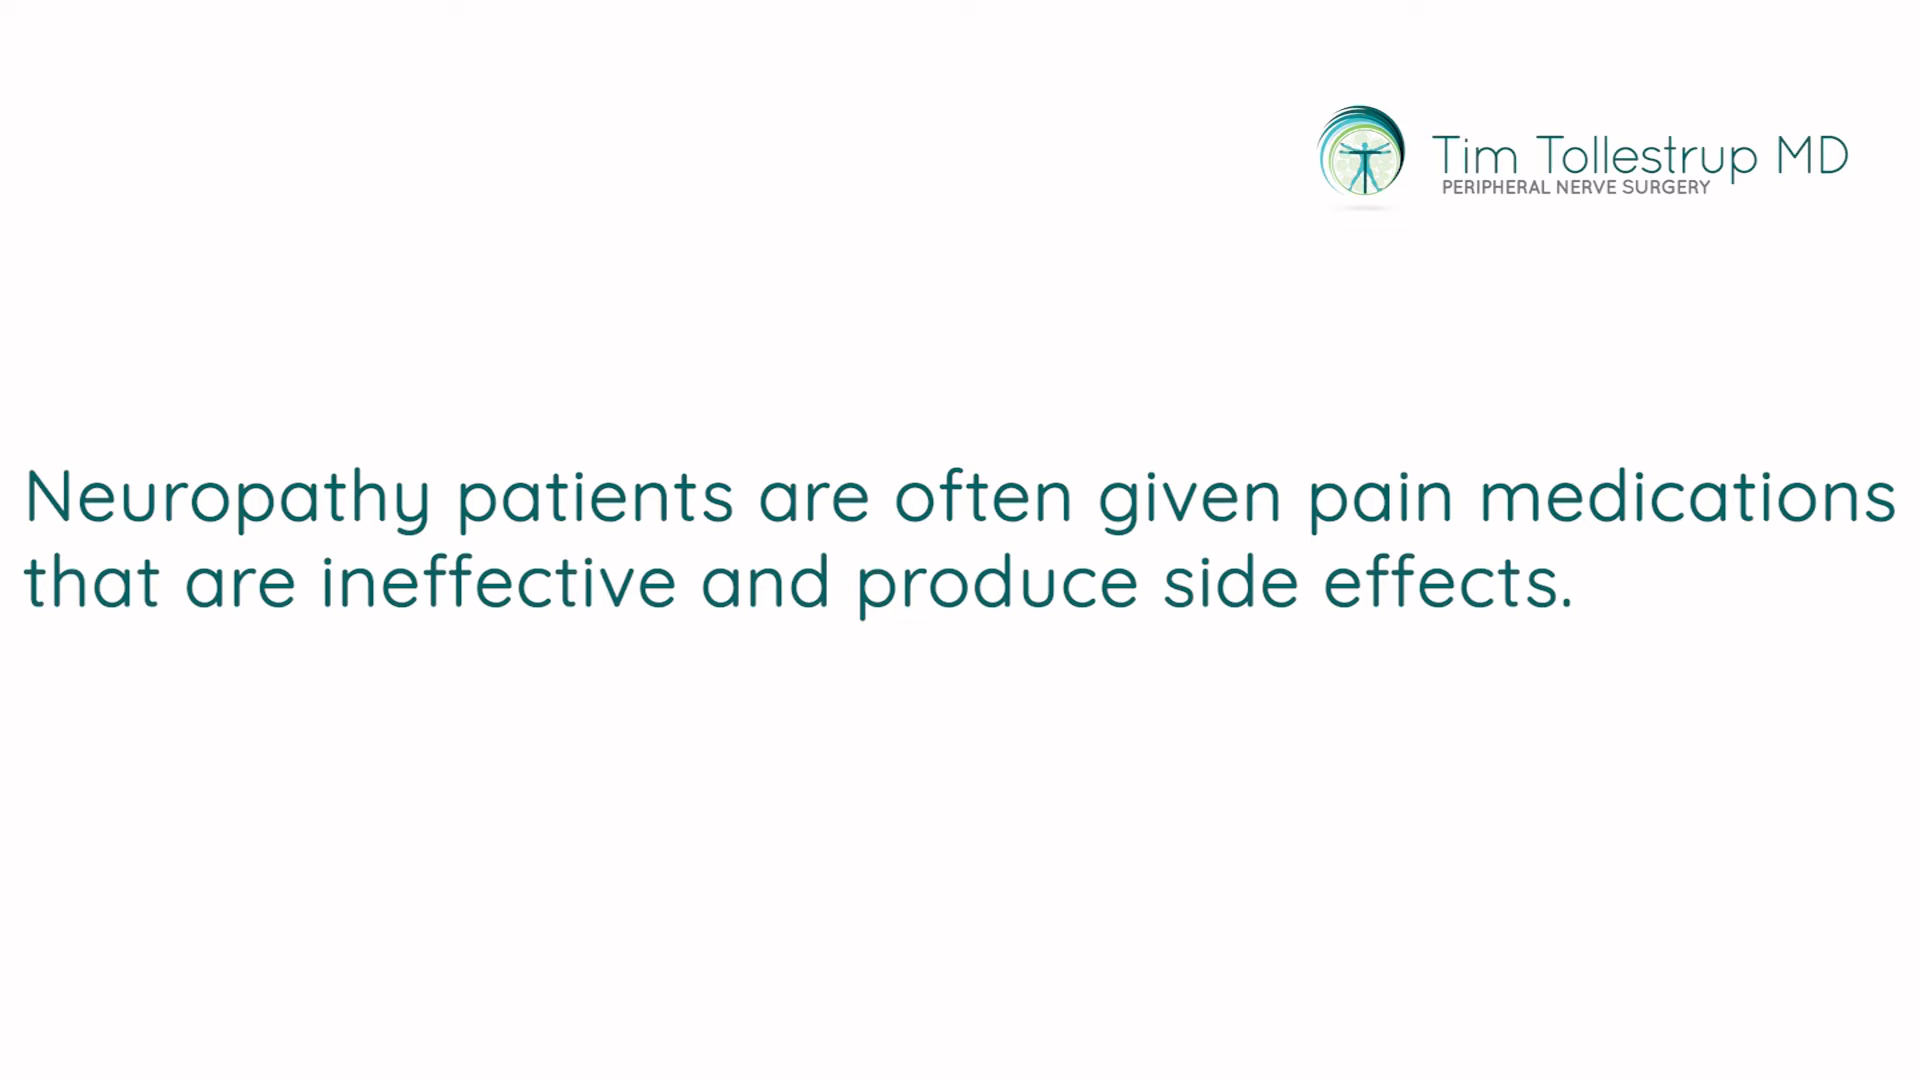 Tim Tollestrup MD
PERIPHERAL NERVE SURGERY
Neuropathy patients are often given pain medications
that are ineffective and produce side effects.